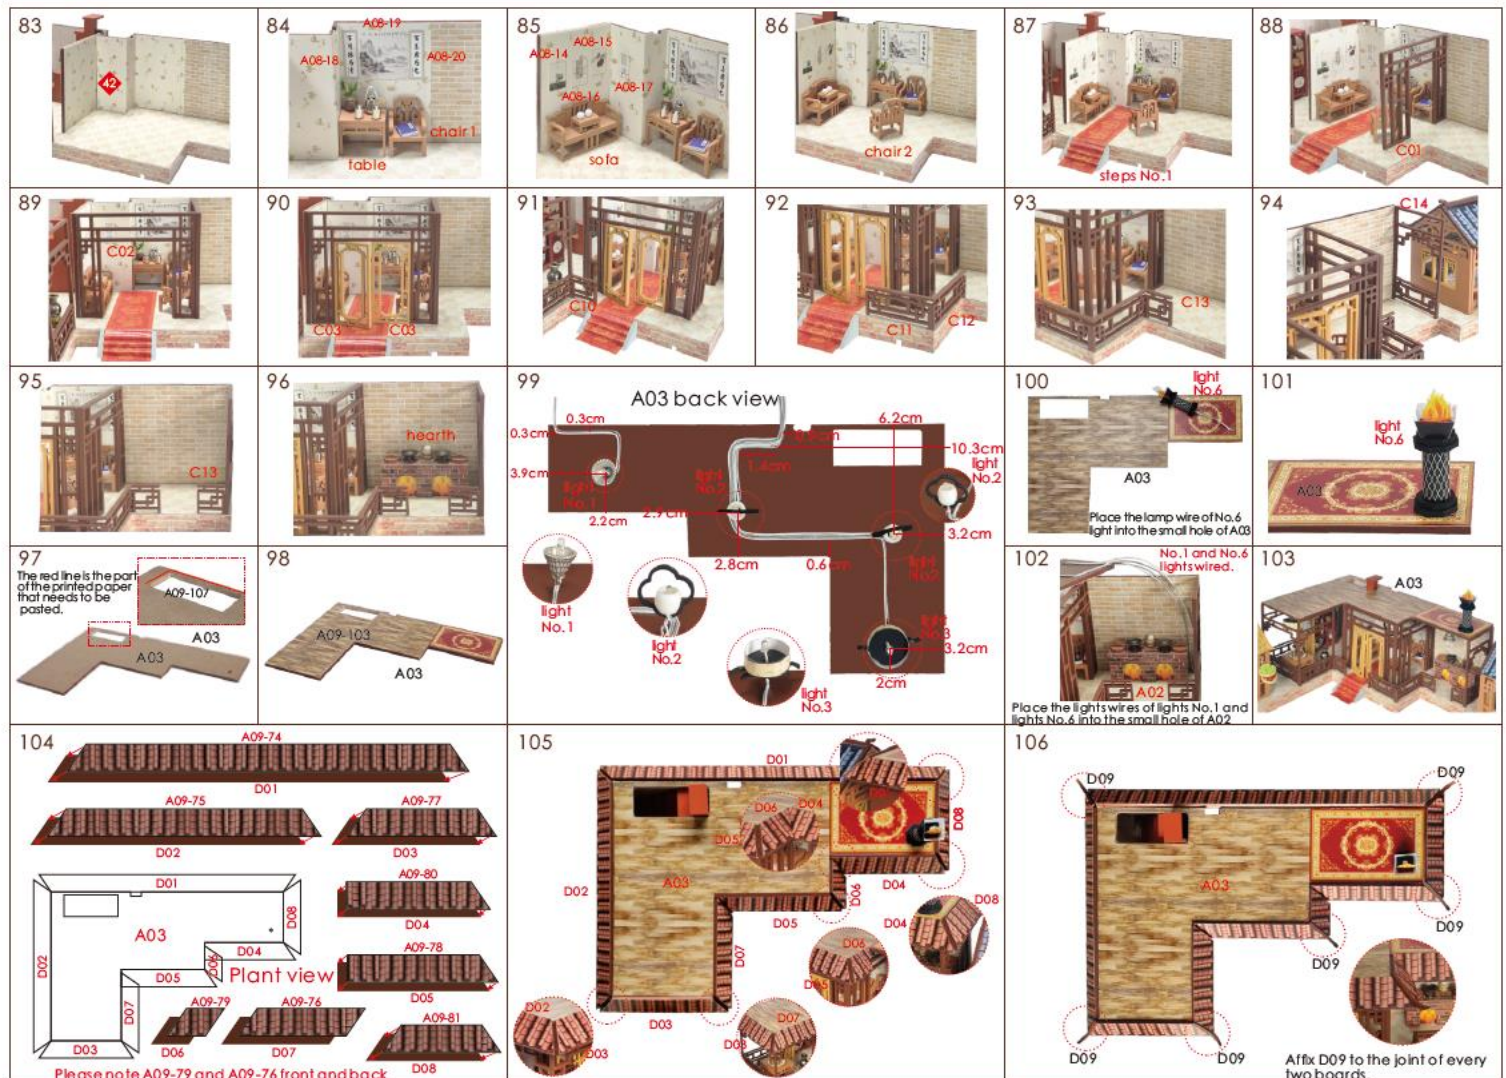 83
42
84
A08-19
A08-18
A08-20
chair 1
table
85
A08-15
A08-14
A08-17
A08-16
sofa
86
chair 2
87
steps No.1
88
C01
89
C02
90
C03
C03
91
C10
92
C11
C12
93
C13
94
C14
95
C13
96
hearth
97
The red line is the part
of the printed paper
that needs to be
pasted.
A09-107
A03
A03
98
A09-103
A03
99
A03 back view
0.3cm
0.3cm
3.9cm
light
No.1
2.2cm
6.2cm
10.3cm
1.4cm
light
No.2
2.9cm
light
No.2
3.2cm
2.8cm
0.6cm
light
No.2
light
No.1
light
No.2
light
No.3
light
No.3
3.2cm
2cm
100
light
No.6
A03
Place the lamp wire of No.6
light into the small hole of A03
101
light
No.6
A03
102
No.1 and No.6
lights wired.
A02
Place the lights wires of lights No.1 and
lights No.6 into the small hole of A02
103
A03
104
A09-74
D01
A09-75
D02
A09-77
D03
A09-80
D04
A09-78
D05
A09-79
D06
A09-76
D07
A09-81
D08
D01
D02
A03
D08
D04
D06
D05
D07
D03
Plant view
Please note A09-79 and A09-76 front and back
105
D01
D08
D06
D04
D05
D02
A03
D04
D06
D05
D07
D03
D04
D08
D06
D05
D02
D03
D07
D03
106
D09
D09
A03
D09
D09
D09
D09
Affix D09 to the joint of every
two boards.